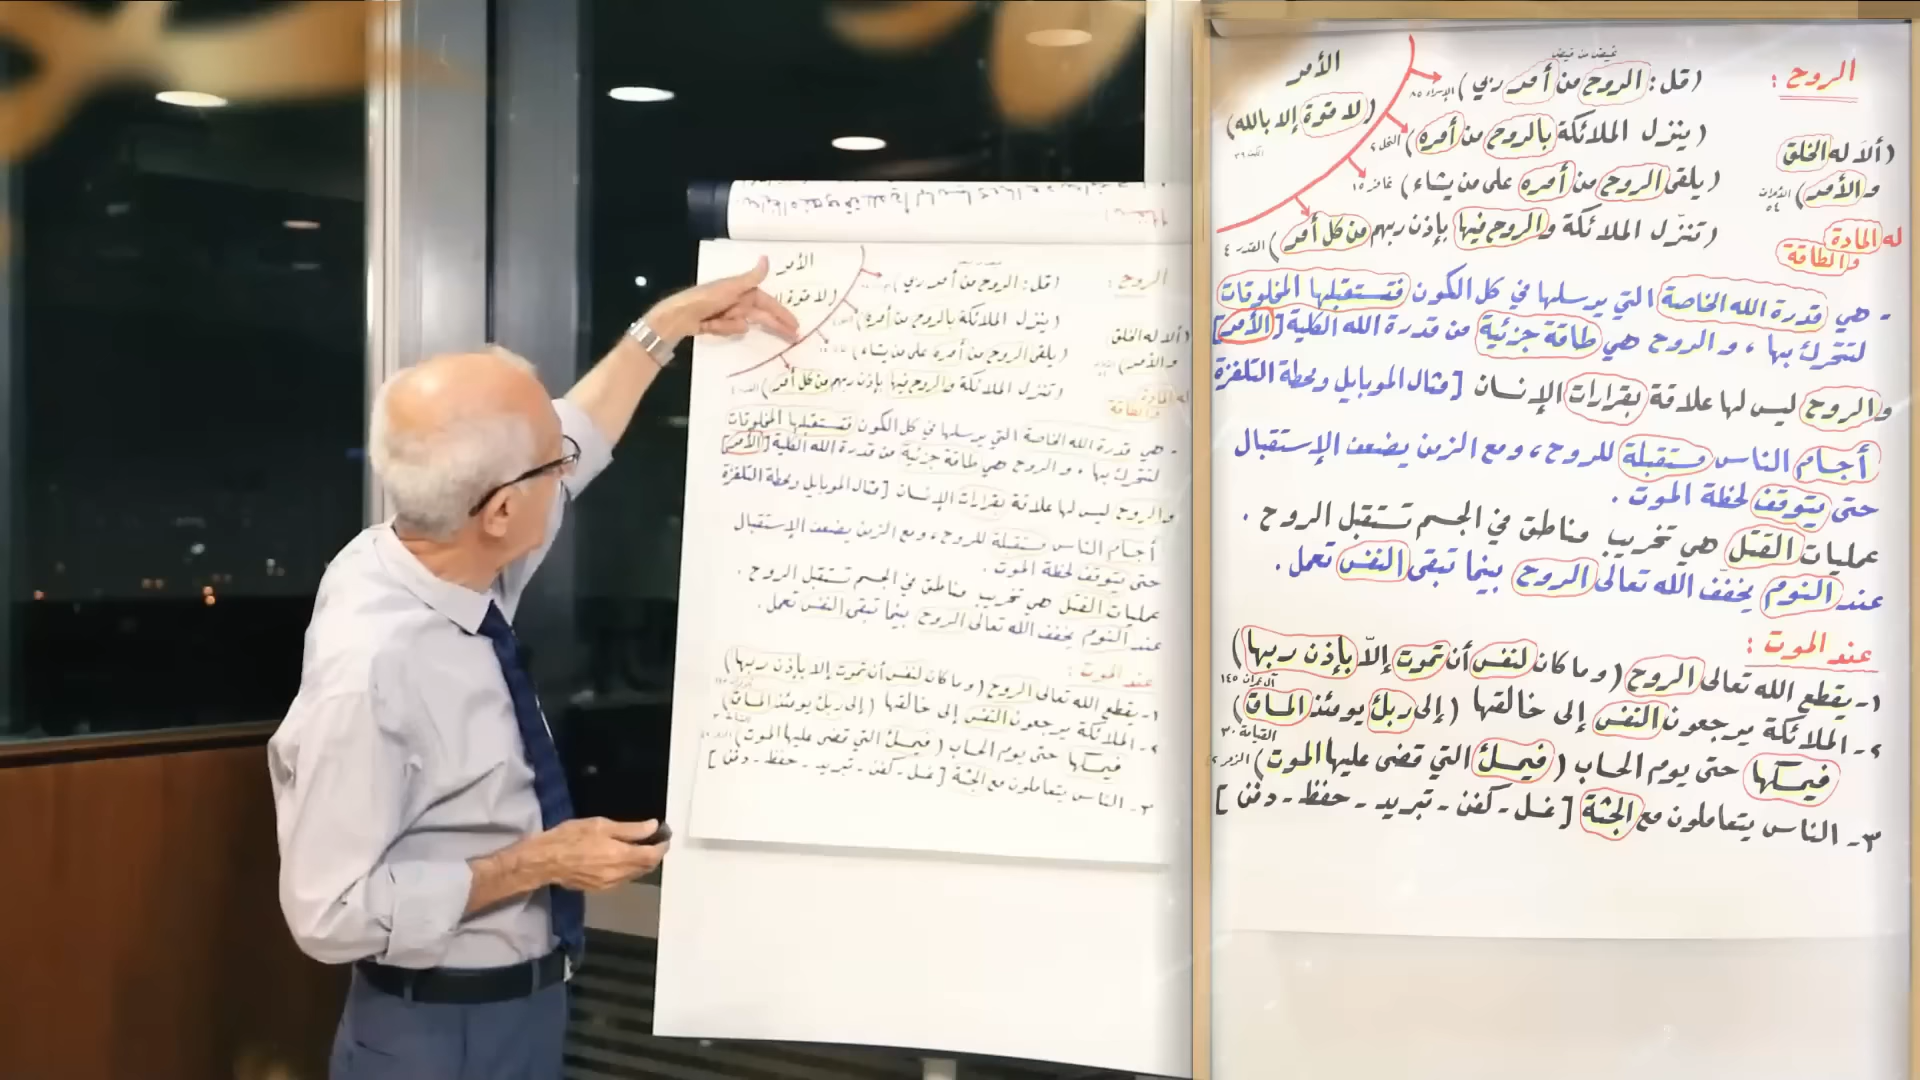 الروح :
غيض من فيض
(قل : الروح من أمر ربي) الإسراء ٨٥
الأمر
(لا قوة إلا بالله)
الكهف ٣٩
(ينزل الملائكة بالروح من أمره) النحل ٢
(ألا له الخلق
والأمر)
٥٤
(يلقي الروح من أمره على من يشاء) غافر ١٥
(تنزّل الملائكة والروح فيها بإذن ربهم من كل أمر) القدر ٤
له المادة
والطاقة
- هي قدرة الله الخاصة التي يرسلها في كل الكون فتستقبلها المخلوقات
لتتحرك بها ، والروح هي طاقة جزئية من قدرة الله الكلية [الأمر]
والروح ليس لها علاقة بقرارات الإنسان [مثال الموبايل ومحطة التلفزة
أجسام الناس مستقبلة للروح ، ومع الزمن يضعف الإستقبال
حتى يتوقف لحظة الموت .
عمليات القتل هي تخريب مناطق في الجسم تستقبل الروح .
عند النوم يخفف الله تعالى الروح بينما تبقى النفس تعمل .
عند الموت :
١- يقطع الله تعالى الروح (وما كان لنفس أن تموت إلاّ بإذن ربها)
آل عمران ١٤٥
٢- الملائكة يرجعون النفس إلى خالقها (إلى ربك يومئذ المساق)
القيامة ٣٠
فيمسكها حتى يوم الحساب (فيمسك التي قضى عليها الموت) الزمر
٣- الناس يتعاملون مع الجثة [غسل - كفن - تبريد - حفظ - دفن]